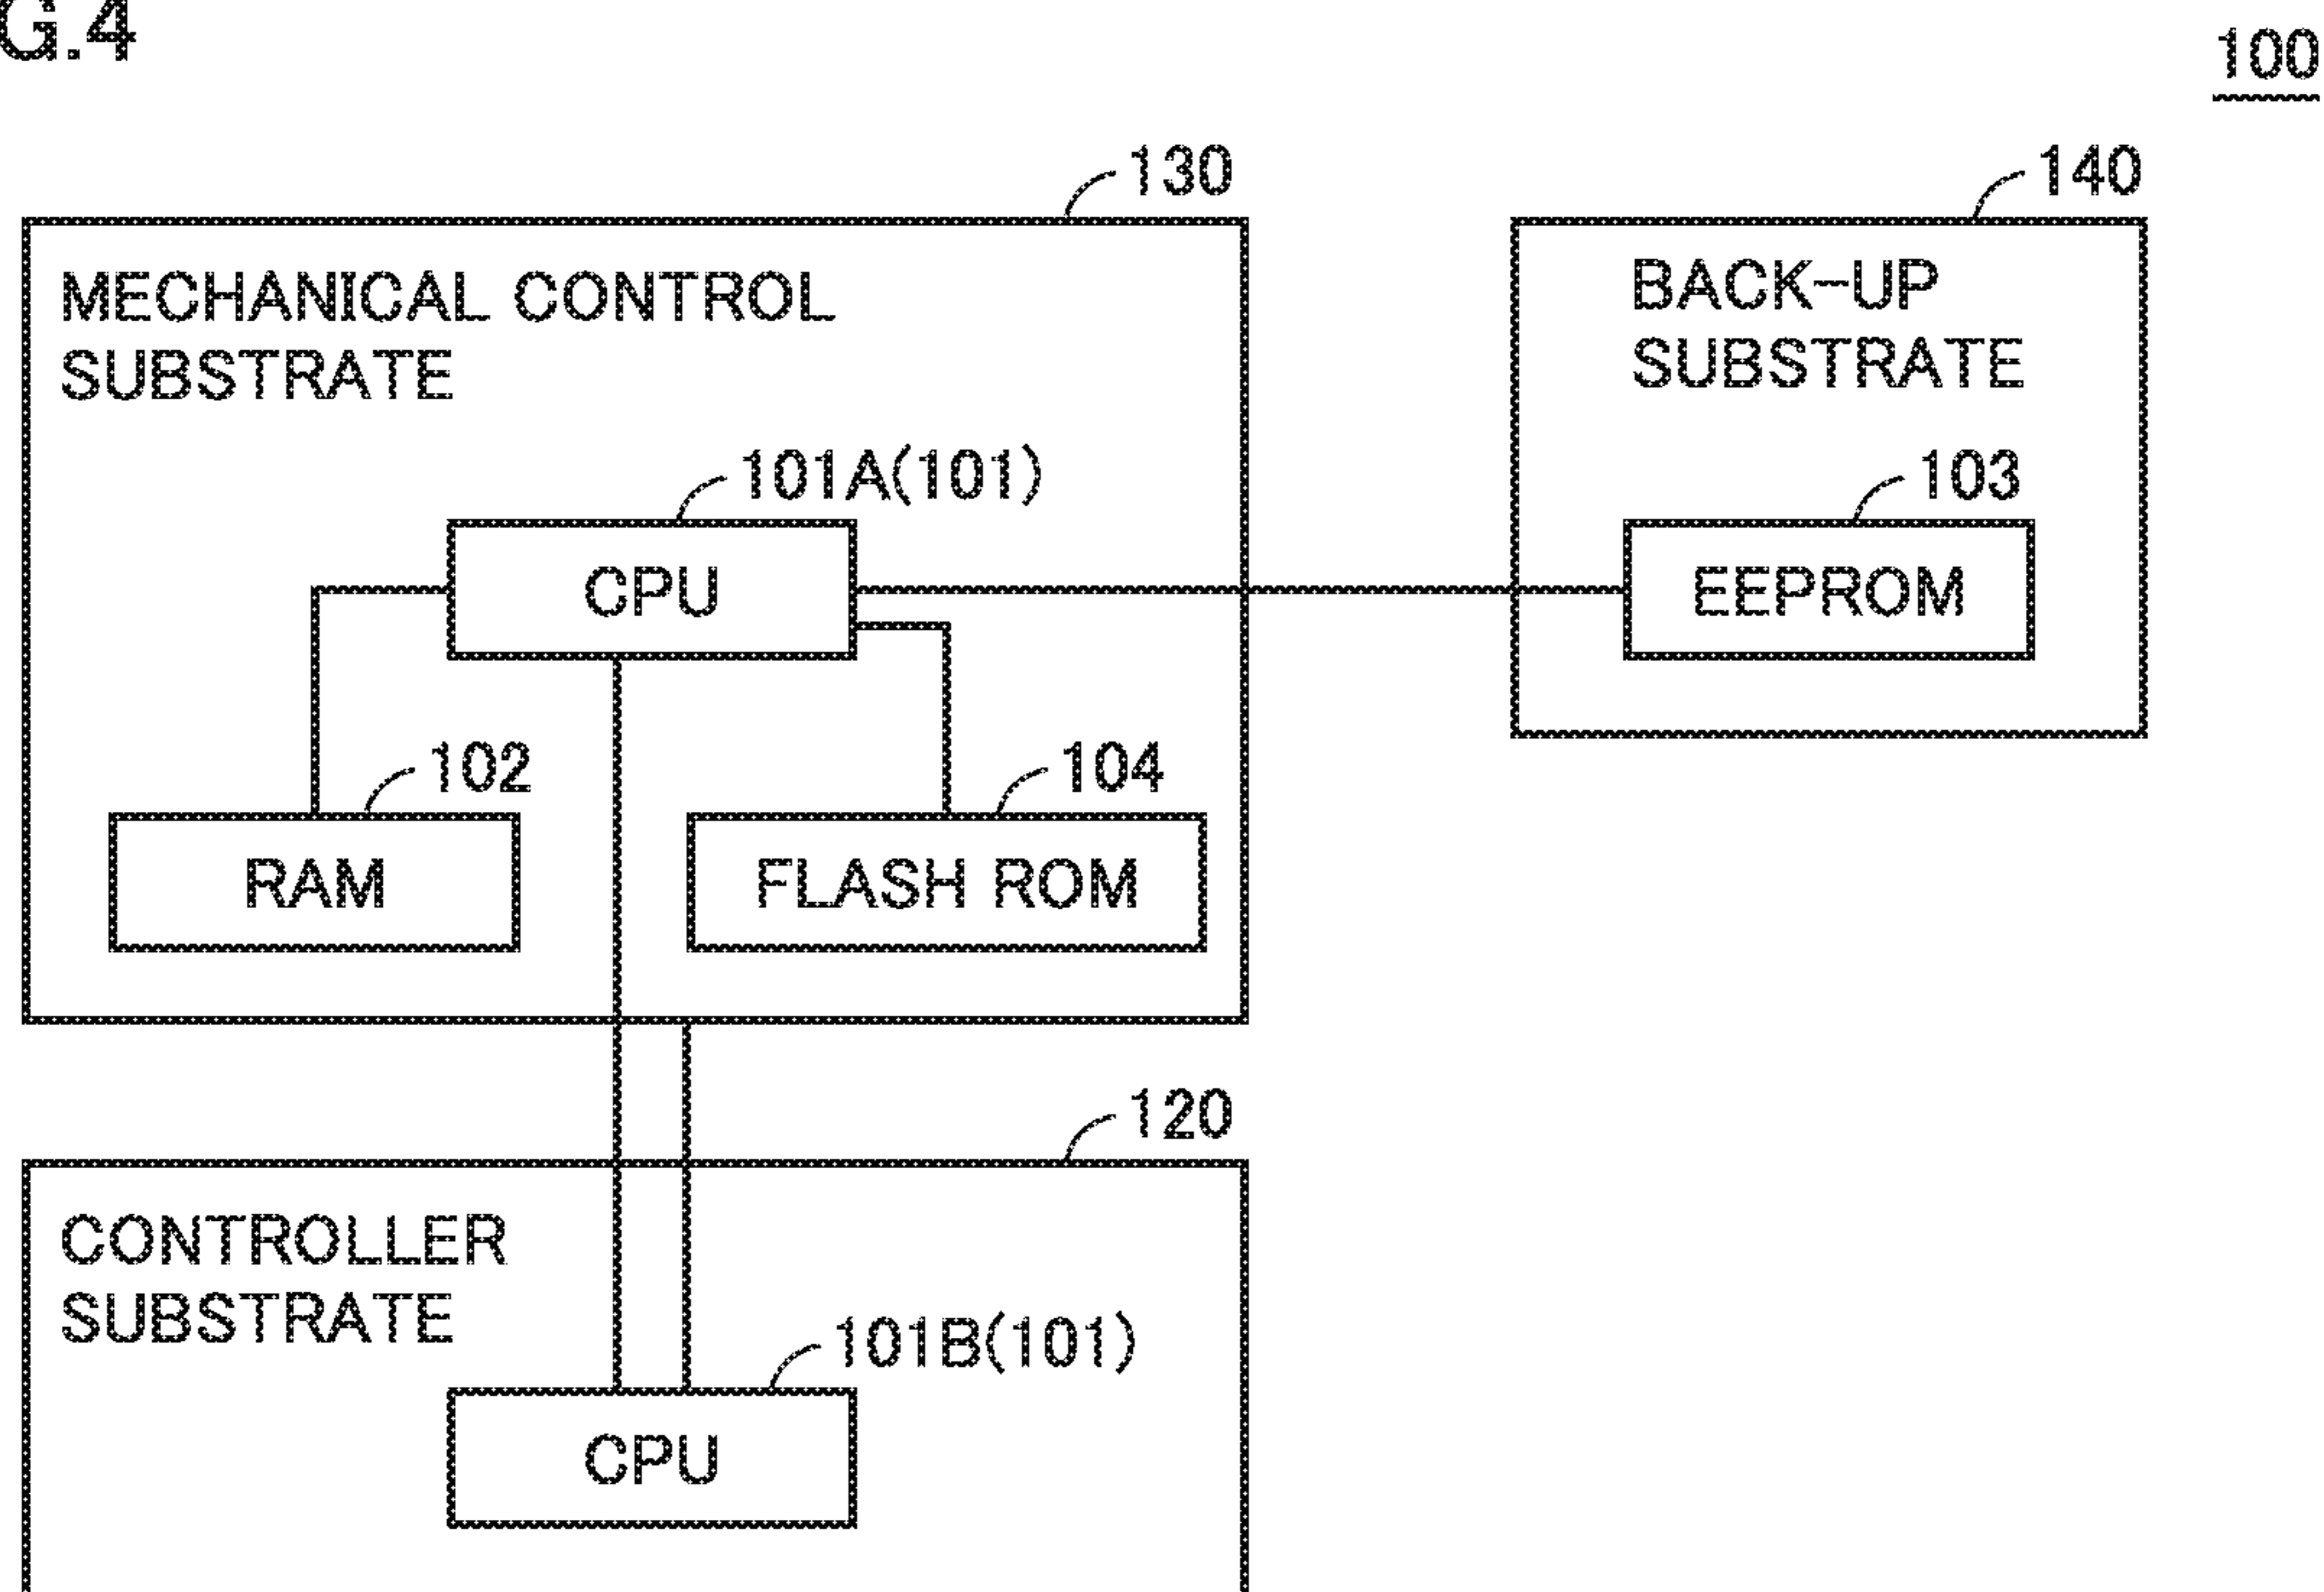 G.4
100
130
140
MECHANICAL CONTROL
SUBSTRATE
BACK-UP
SUBSTRATE
101A(101)
103
CPU
EEPROM
102
104
RAM
FLASH ROM
120
CONTROLLER
SUBSTRATE
101B(101)
CPU